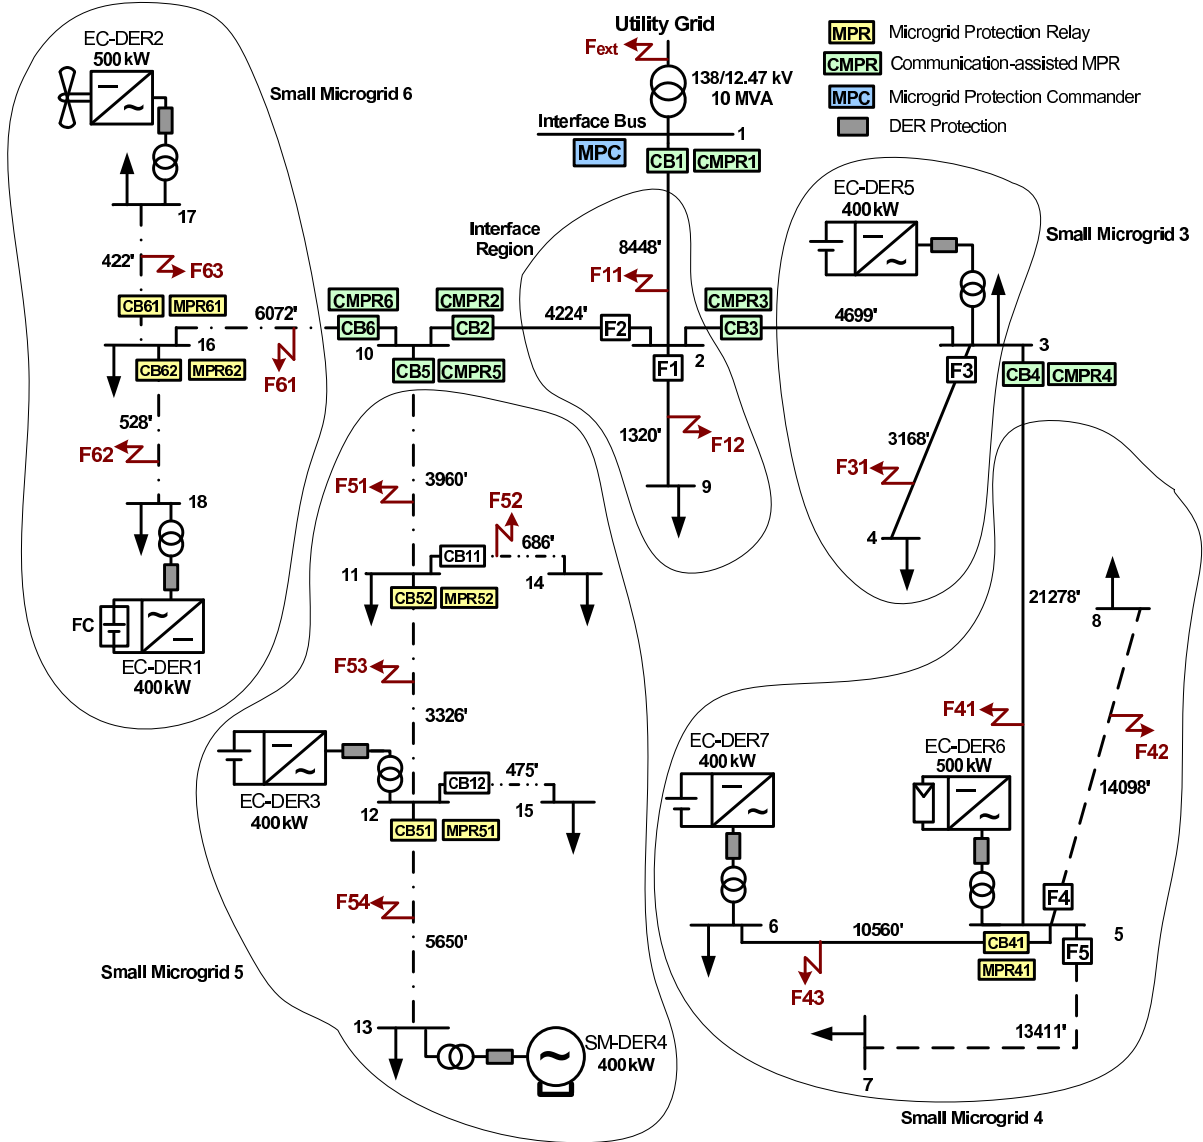 Utility Grid
Fext
138/12.47 kV
10 MVA
Interface Bus
1
MPC
CB1
CMPR1
MPR
Microgrid Protection Relay
CMPR
Communication-assisted MPR
MPC
Microgrid Protection Commander
DER Protection
EC-DER2
500 kW
Small Microgrid 6
17
422'
F63
CB61
MPR61
6072'
16
CB62
MPR62
F61
528'
F62
18
FC
EC-DER1
400 kW
CMPR6
CB6
10
CMPR2
CB2
CB5
CMPR5
4224'
F2
Interface
Region
8448'
F11
2
F1
1320'
F12
9
CMPR3
CB3
4699'
EC-DER5
400 kW
Small Microgrid 3
3
F3
CB4
CMPR4
3168'
F31
4
3960'
F51
F52
CB11
686'
11
14
CB52
MPR52
F53
3326'
EC-DER3
400 kW
CB12
475'
12
15
CB51
MPR51
F54
5650'
Small Microgrid 5
13
SM-DER4
400 kW
21278'
8
F41
F42
14098'
EC-DER7
400 kW
EC-DER6
500 kW
F4
6
10560'
CB41
MPR41
5
F5
F43
13411'
7
Small Microgrid 4